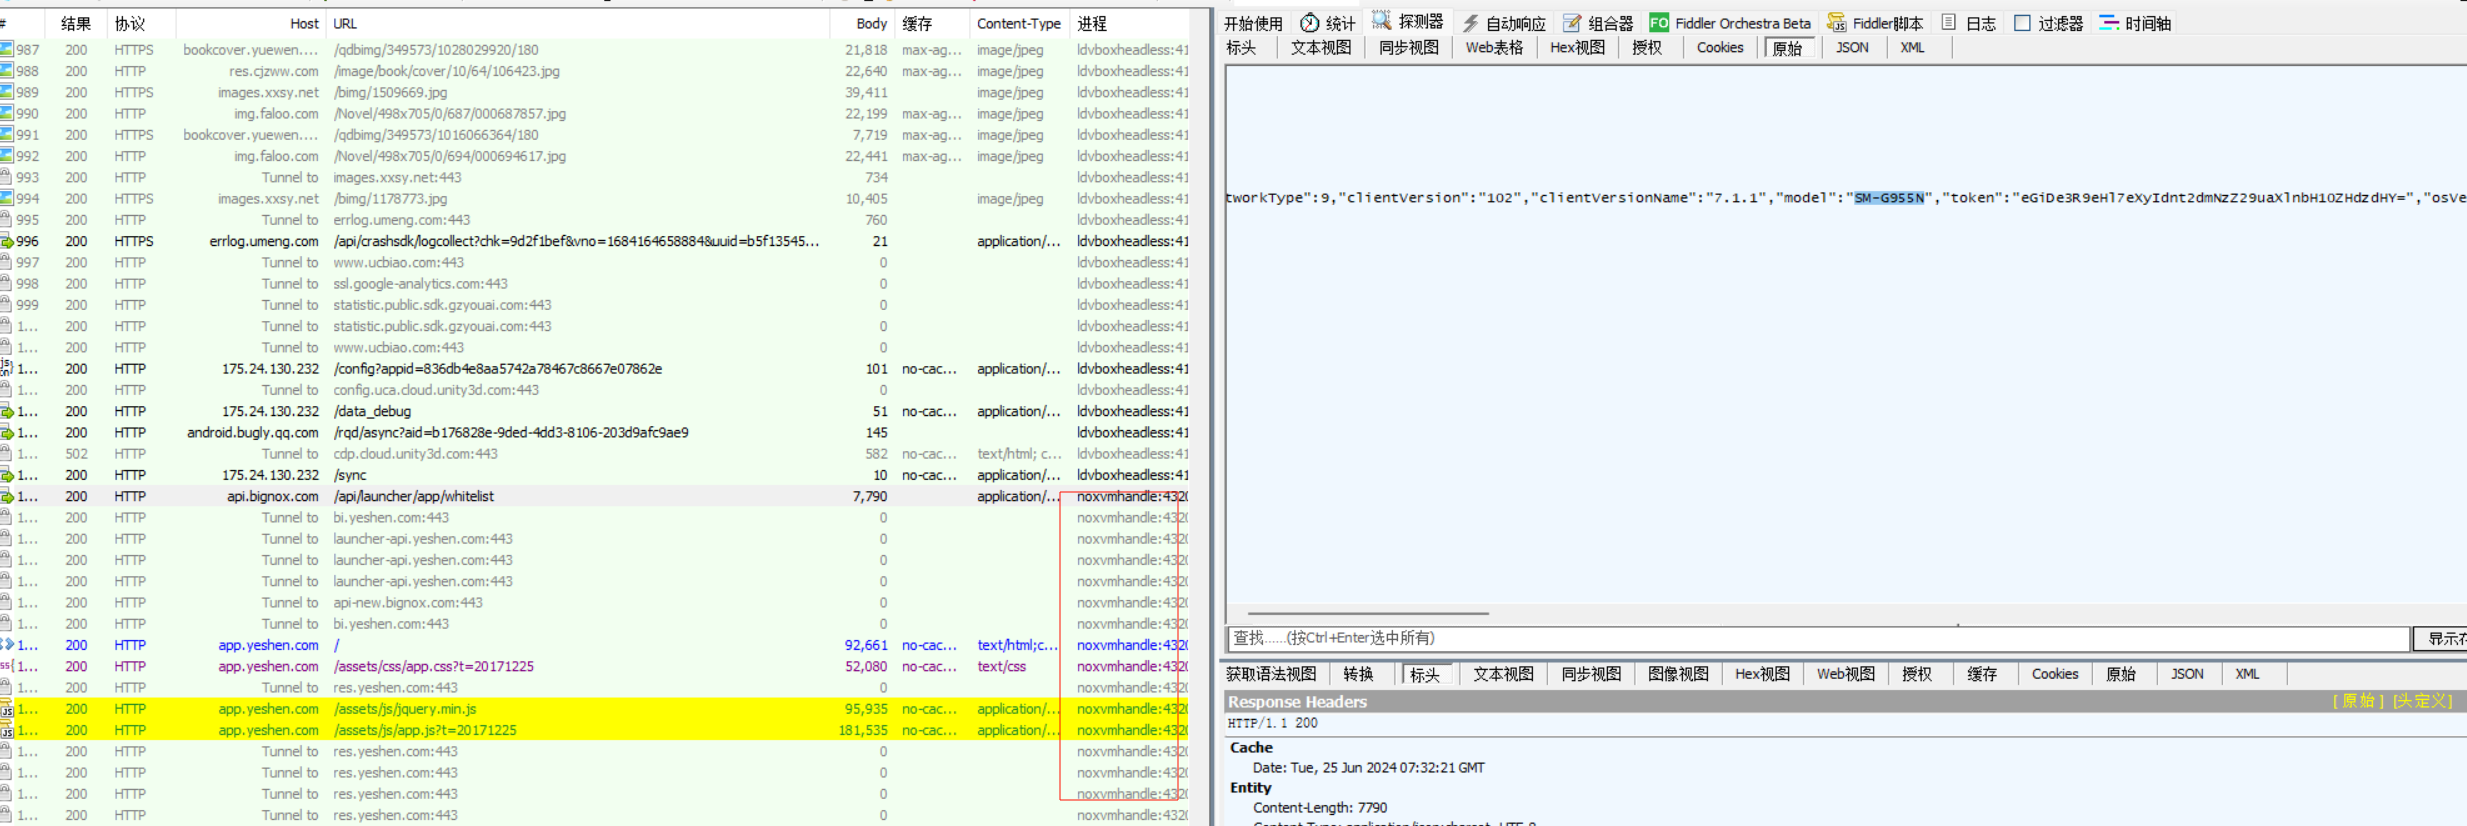 # 结果 协议 Host URL Body 缓存 Content-Type 进程
987 200 HTTPS bookcover.yuewen.... /qdbimg/349573/1028029920/180 21,818 max-ag... image/jpeg ldvboxheadless:41
988 200 HTTP res.cjzww.com /image/book/cover/10/64/106423.jpg 22,640 max-ag... image/jpeg ldvboxheadless:41
989 200 HTTPS images.xxsy.net /bimg/1509669.jpg 39,411 image/jpeg ldvboxheadless:41
990 200 HTTP img.faloo.com /Novel/498x705/0/687/000687857.jpg 22,199 max-ag... image/jpeg ldvboxheadless:41
991 200 HTTPS bookcover.yuewen.... /qdbimg/349573/1016066364/180 7,719 max-ag... image/jpeg ldvboxheadless:41
992 200 HTTP img.faloo.com /Novel/498x705/0/694/000694617.jpg 22,441 max-ag... image/jpeg ldvboxheadless:41
993 200 HTTP Tunnel to images.xxsy.net:443 734 ldvboxheadless:41
994 200 HTTPS images.xxsy.net /bimg/1178773.jpg 10,405 image/jpeg ldvboxheadless:41
995 200 HTTP Tunnel to errlog.umeng.com:443 760 ldvboxheadless:41
996 200 HTTPS errlog.umeng.com /api/crashsdk/logcollect?chk=9d2f1bef&vno=1684164658884&uuid=b5f13545... 21 application/... ldvboxheadless:41
997 200 HTTP Tunnel to www.ucbiao.com:443 0 ldvboxheadless:41
998 200 HTTP Tunnel to ssl.google-analytics.com:443 0 ldvboxheadless:41
999 200 HTTP Tunnel to statistic.public.sdk.gzyouai.com:443 0 ldvboxheadless:41
1... 200 HTTP Tunnel to statistic.public.sdk.gzyouai.com:443 0 ldvboxheadless:41
1... 200 HTTP Tunnel to www.ucbiao.com:443 0 ldvboxheadless:41
1... 200 HTTP 175.24.130.232 /config?appid=836db4e8aa5742a78467c8667e07862e 101 no-cac... application/... ldvboxheadless:41
1... 200 HTTP Tunnel to config.uca.cloud.unity3d.com:443 0 ldvboxheadless:41
1... 200 HTTP 175.24.130.232 /data_debug 51 no-cac... application/... ldvboxheadless:41
1... 200 HTTP android.bugly.qq.com /rqd/async?aid=b176828e-9ded-4dd3-8106-203d9afc9ae9 145 ldvboxheadless:41
1... 502 HTTP Tunnel to cdp.cloud.unity3d.com:443 582 no-cac... text/html; c... ldvboxheadless:41
1... 200 HTTP 175.24.130.232 /sync 10 no-cac... application/... ldvboxheadless:41
1... 200 HTTP api.bignox.com /api/launcher/app/whitelist 7,790 application/... noxvmhandle:4320
1... 200 HTTP Tunnel to bi.yeshen.com:443 0 noxvmhandle:4320
1... 200 HTTP Tunnel to launcher-api.yeshen.com:443 0 noxvmhandle:4320
1... 200 HTTP Tunnel to launcher-api.yeshen.com:443 0 noxvmhandle:4320
1... 200 HTTP Tunnel to launcher-api.yeshen.com:443 0 noxvmhandle:4320
1... 200 HTTP Tunnel to api-new.bignox.com:443 0 noxvmhandle:4320
1... 200 HTTP Tunnel to bi.yeshen.com:443 0 noxvmhandle:4320
1... 200 HTTP app.yeshen.com / 92,661 no-cac... text/html;c... noxvmhandle:4320
1... 200 HTTP app.yeshen.com /assets/css/app.css?t=20171225 52,080 no-cac... text/css noxvmhandle:4320
1... 200 HTTP Tunnel to res.yeshen.com:443 0 noxvmhandle:4320
1... 200 HTTP app.yeshen.com /assets/js/jquery.min.js 95,935 no-cac... application/... noxvmhandle:4320
1... 200 HTTP app.yeshen.com /assets/js/app.js?t=20171225 181,535 no-cac... application/... noxvmhandle:4320
1... 200 HTTP Tunnel to res.yeshen.com:443 0 noxvmhandle:4320
1... 200 HTTP Tunnel to res.yeshen.com:443 0 noxvmhandle:4320
1... 200 HTTP Tunnel to res.yeshen.com:443 0 noxvmhandle:4320
1... 200 HTTP Tunnel to res.yeshen.com:443 0 noxvmhandle:4320
开始使用 统计 探测器 自动响应 组合器 FO Fiddler Orchestra Beta Fiddler脚本 日志 过滤器 时间轴
标头 文本视图 同步视图 Web表格 Hex视图 授权 Cookies 原始 JSON XML
tworkType":9,"clientVersion":"102","clientVersionName":"7.1.1","model":"SM-G955N","token":"eGiDe3R9eHl7eXyIdnt2dmNzZ29uaXlnbH10ZHdzdHY=","osVe
查找......(按Ctrl+Enter选中所有)
获取语法视图 转换 标头 文本视图 同步视图 图像视图 Hex视图 Web视图 授权 缓存 Cookies 原始 JSON XML
Response Headers [ 原始 ] [头定义]
HTTP/1.1 200
Cache
Date: Tue, 25 Jun 2024 07:32:21 GMT
Entity
Content-Length: 7790